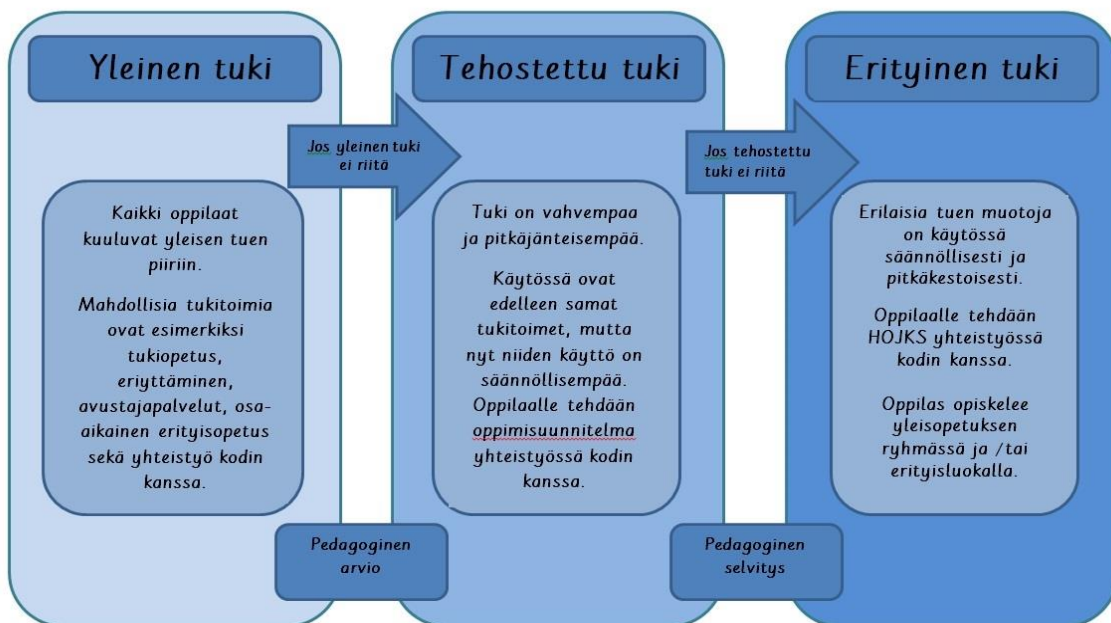 Yleinen tuki
Kaikki oppilaat
kuuluvat yleisen tuen
piiriin.
Mahdollisia tukitoimia
ovat esimerkiksi
tukiopetus,
eriyttäminen,
avustajapalvelut, osa-
aikainen erityisopetus
sekä yhteistyö kodin
kanssa.
Jos yleinen tuki
ei riitä
Pedagoginen
arvio
Tehostettu tuki
Tuki on vahvempaa
ja pitkäjänteisempää.
Käytössä ovat
edelleen samat
tukitoimet, mutta
nyt niiden käyttö on
säännöllisempää.
Oppilaalle tehdään
oppimisuunnitelma
yhteistyössä kodin
kanssa.
Jos tehostettu
tuki ei riitä
Pedagoginen
selvitys
Erityinen tuki
Erilaisia tuen muotoja
on käytössä
säännöllisesti ja
pitkäkestoisesti.
Oppilaalle tehdään
HOJKS yhteistyössä
kodin kanssa.
Oppilas opiskelee
yleisopetuksen
ryhmässä ja /tai
erityisluokalla.